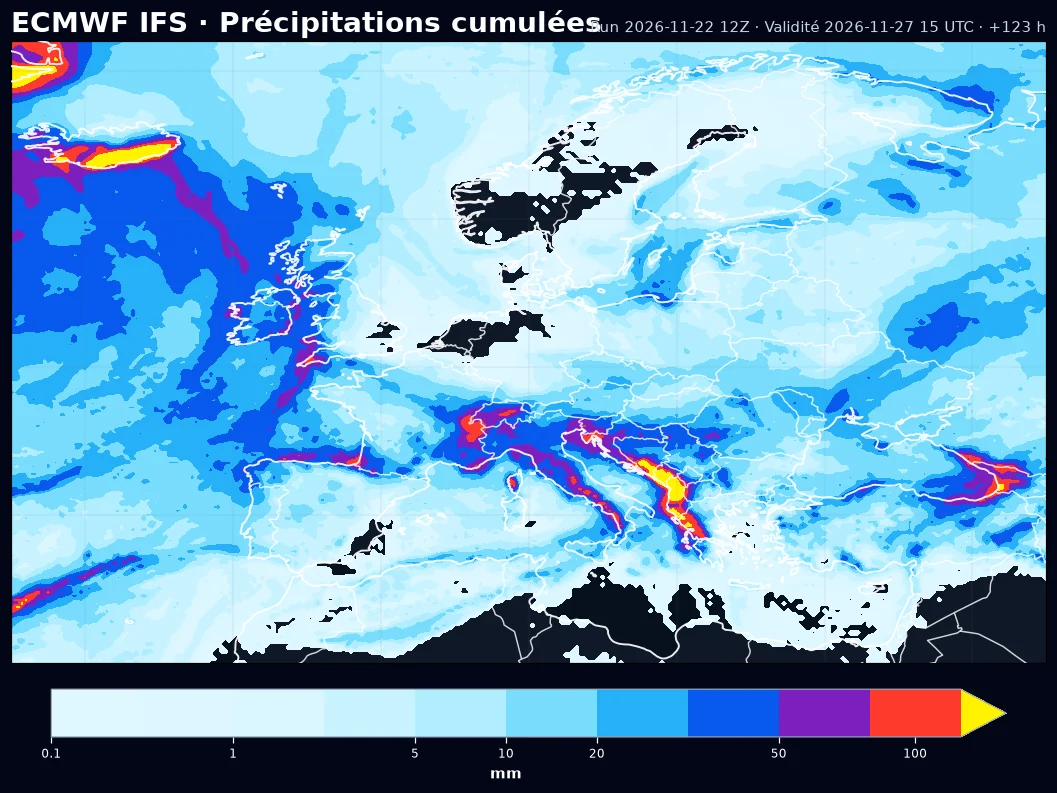 ECMWF IFS · Précipitations cumulées
Run 2026-11-22 12Z · Validité 2026-11-27 15 UTC · +123 h
0.1 1 5 10 20 50 100
mm